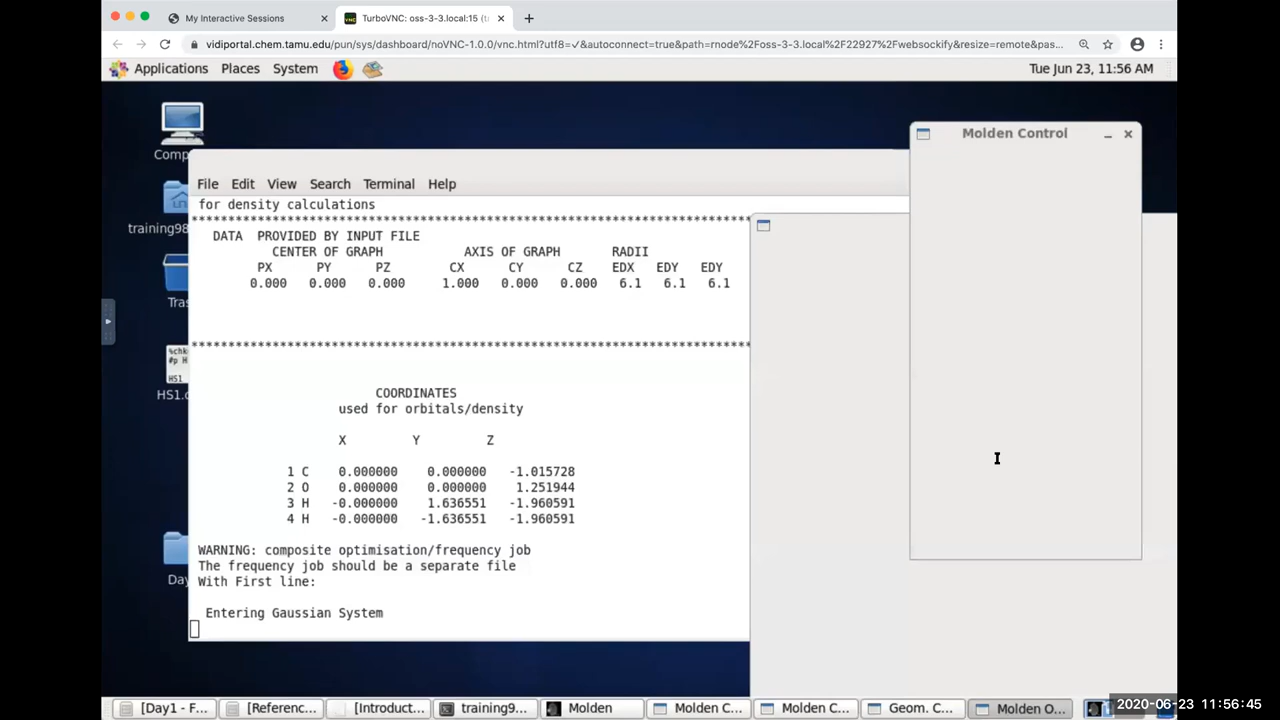 My Interactive Sessions
TurboVNC: oss-3-3.local:15 (t
vidiportal.chem.tamu.edu/pun/sys/dashboard/noVNC-1.0.0/vnc.html?utf8=✓&autoconnect=true&path=rnode%2Foss-3-3.local%2F22927%2Fwebsockify&resize=remote&pas...
Applications Places System
Tue Jun 23, 11:56 AM
Molden Control
Comp
File Edit View Search Terminal Help
for density calculations
training98
***************************************************************************
DATA PROVIDED BY INPUT FILE
CENTER OF GRAPH AXIS OF GRAPH RADII
PX PY PZ CX CY CZ EDX EDY EDY
0.000 0.000 0.000 1.000 0.000 0.000 6.1 6.1 6.1
Tras
***************************************************************************
%chk
#p H
HS1
HS1.c
COORDINATES
used for orbitals/density
X Y Z
1 C 0.000000 0.000000 -1.015728
2 O 0.000000 0.000000 1.251944
3 H -0.000000 1.636551 -1.960591
4 H -0.000000 -1.636551 -1.960591
WARNING: composite optimisation/frequency job
The frequency job should be a separate file
With First line:
Day
Entering Gaussian System
[Day1 - F...
[Referenc...
[Introduct...
training9...
Molden
Molden C...
Molden C...
Geom. C...
Molden O...
2020-06-23 11:56:45